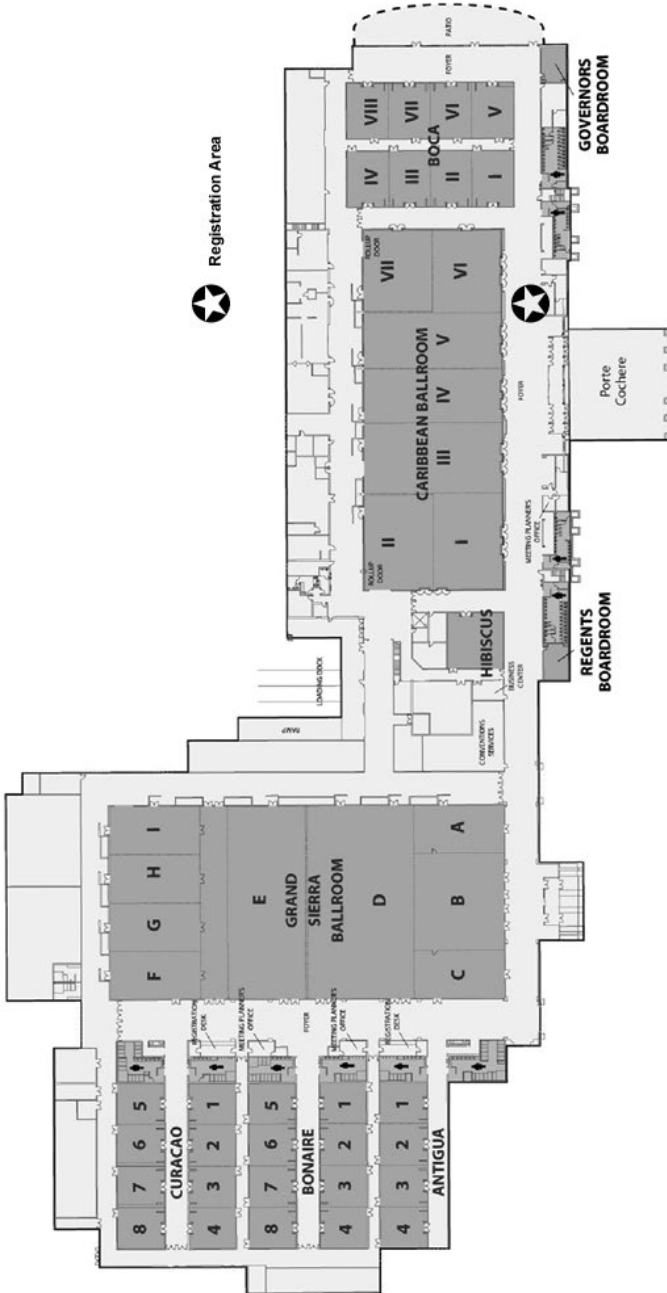 Registration Area
PATIO
FOYER
VIII
VII
VI
V
BOCA
IV
III
II
I
GOVERNORS
BOARDROOM
ROLLUP
DOOR
VII
VI
V
CARIBBEAN BALLROOM
IV
III
II
I
ROLLUP
DOOR
FOYER
Porte
Cochere
MEETING PLANNER'S
OFFICE
REGENTS
BOARDROOM
HIBISCUS
BUSINESS
CENTER
CONVENTIONS
SERVICES
LOADING DOCK
RAMP
I
H
G
F
E
GRAND
SIERRA
BALLROOM
D
A
B
C
REGISTRATION
DESK
MEETING PLANNER'S
OFFICE
FOYER
MEETING PLANNER'S
OFFICE
REGISTRATION
DESK
5
6
7
8
CURACAO
1
2
3
4
5
6
7
8
BONAIRE
1
2
3
4
1
2
3
4
ANTIGUA